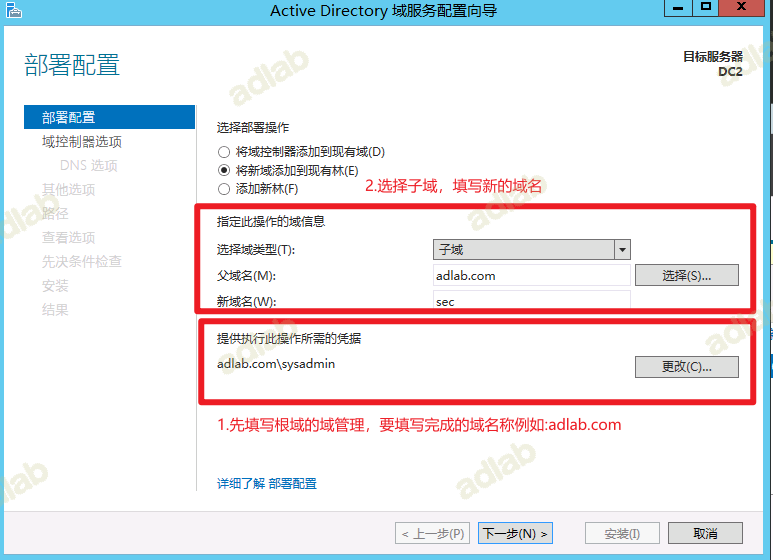 Active Directory 域服务配置向导
部署配置
目标服务器
DC2
部署配置
域控制器选项
DNS 选项
其他选项
路径
查看选项
先决条件检查
安装
结果
选择部署操作
将域控制器添加到现有域(D)
将新域添加到现有林(E)
添加新林(F)
2.选择子域，填写新的域名
指定此操作的域信息
选择域类型(T): 子域
父域名(M): adlab.com 选择(S)...
新域名(W): sec
提供执行此操作所需的凭据
adlab.com\sysadmin 更改(C)...
1.先填写根域的域管理，要填写完成的域名称例如:adlab.com
详细了解 部署配置
< 上一步(P) 下一步(N) > 安装(I) 取消
adlab
adlab
adlab
adlab
adlab
adlab
adlab
adlab